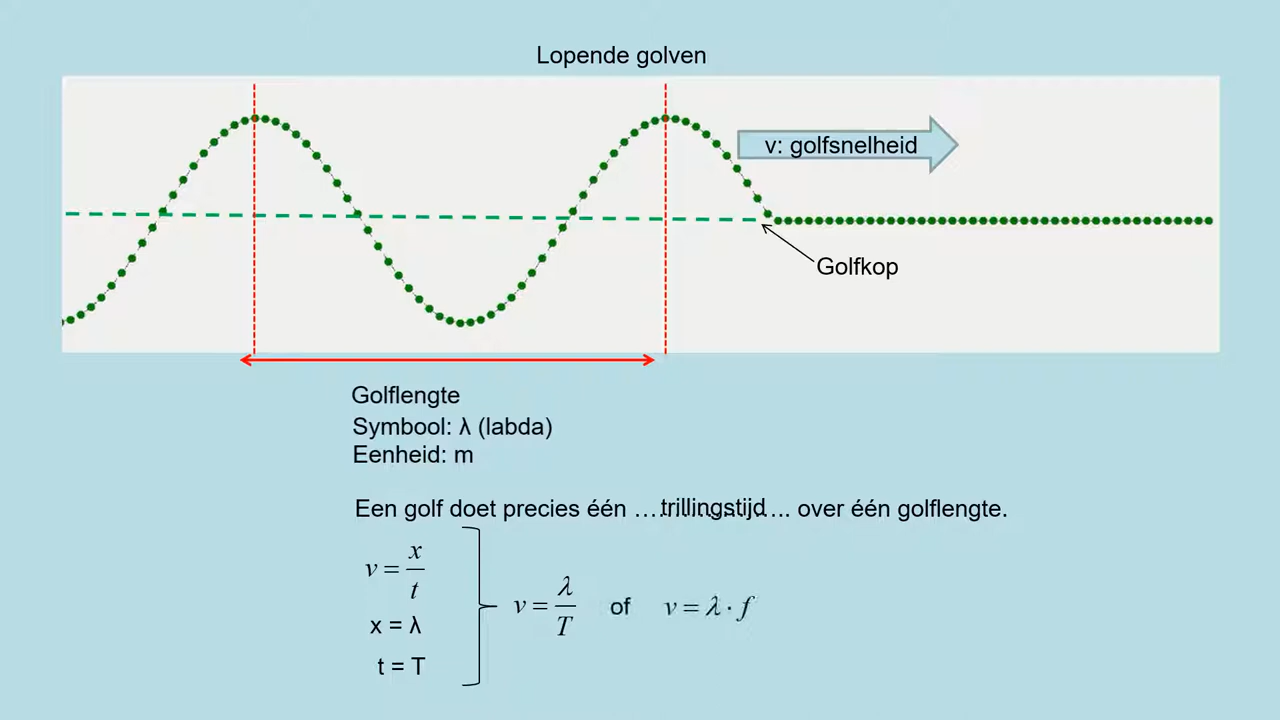 Lopende golven
v: golfsnelheid
Golfkop
Golflengte
Symbool: λ (labda)
Eenheid: m
Een golf doet precies één …trillingstijd….. over één golflengte.
v = x/t
x = λ
t = T
v = λ/T of v = λ · f